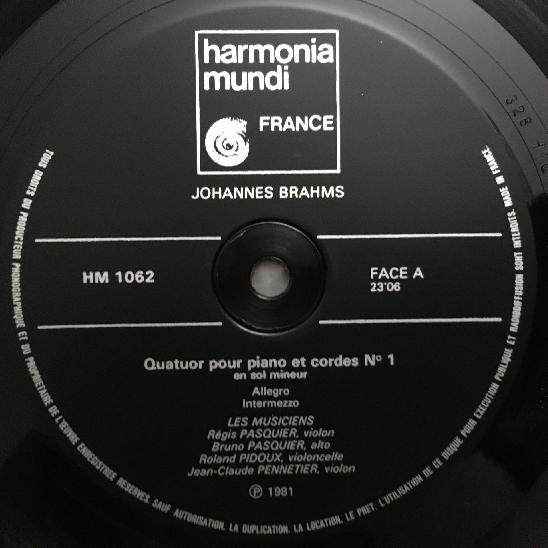 harmonia
mundi
FRANCE
JOHANNES BRAHMS
HM 1062
FACE A
23'06
Quatuor pour piano et cordes Nº 1
en sol mineur
Allegro
Intermezzo
LES MUSICIENS
Régis PASQUIER, violon
Bruno PASQUIER, alto
Roland PIDOUX, violoncelle
Jean-Claude PENNETIER, violon
Ⓟ 1981
TOUS DROITS DU PRODUCTEUR PHONOGRAPHIQUE ET DU PROPRIETAIRE DE L'ŒUVRE ENREGISTREE RESERVES. SAUF AUTORISATION, LA DUPLICATION, LA LOCATION, LE PRET, L'UTILISATION DE CE DISQUE POUR EXECUTION PUBLIQUE ET RADIODIFFUSION SONT INTERDITS. MADE IN FRANCE.